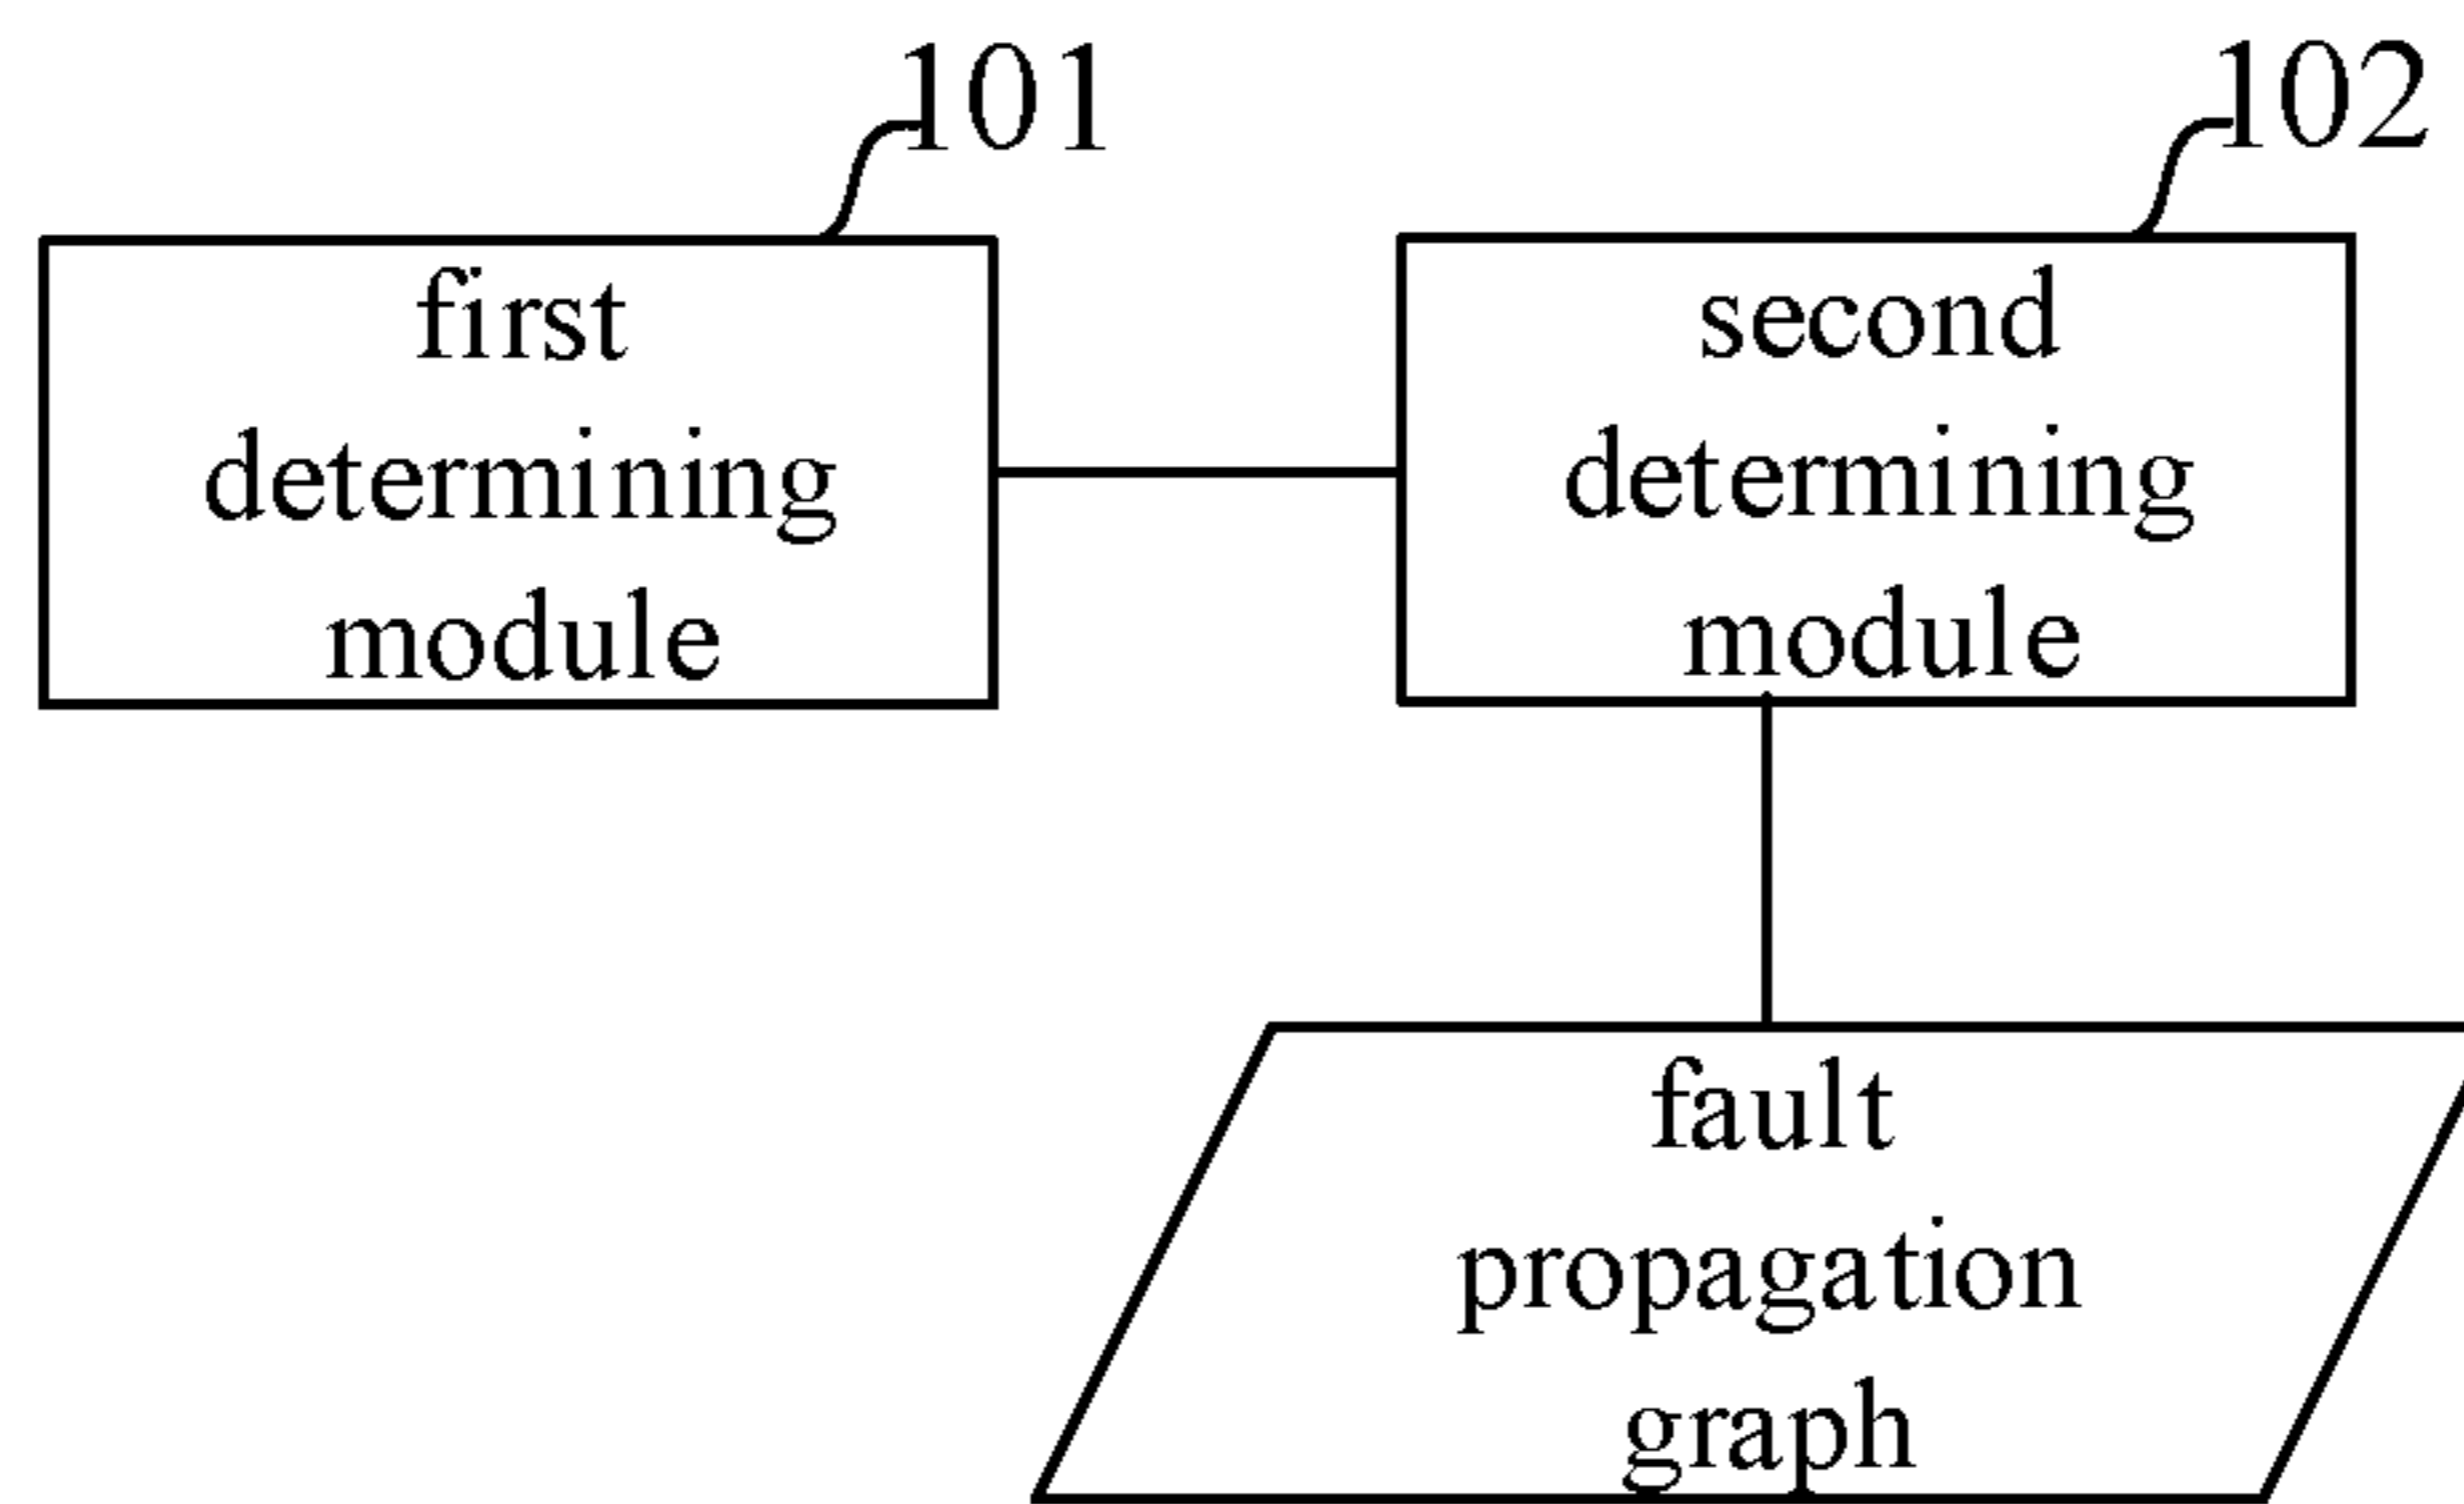 101
102
first
determining
module
second
determining
module
fault
propagation
graph